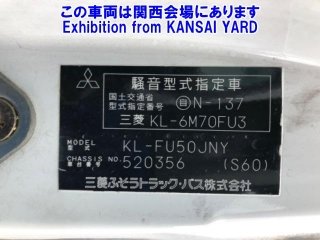 この車両は関西会場にあります
Exhibition from KANSAI YARD
騒音型式指定車
国土交通省
型式指定番号 自N-137
三菱 KL-6M70FU3
MODEL
型式 KL-FU50JNY
CHASSIS NO.
車台番号 520356 (S60)
三菱ふそうトラック・バス株式会社